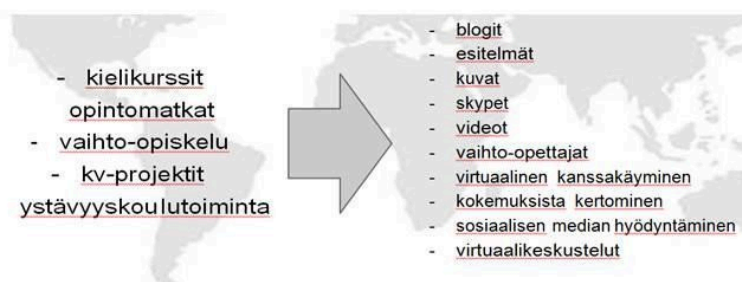 - kielikurssit
opintomatkat
- vaihto-opiskelu
- kv-projektit
ystävyyskoulutoiminta
- blogit
- esitelmät
- kuvat
- skypet
- videot
- vaihto-opettajat
- virtuaalinen kanssakäyminen
- kokemuksista kertominen
- sosiaalisen median hyödyntäminen
- virtuaalikeskustelut